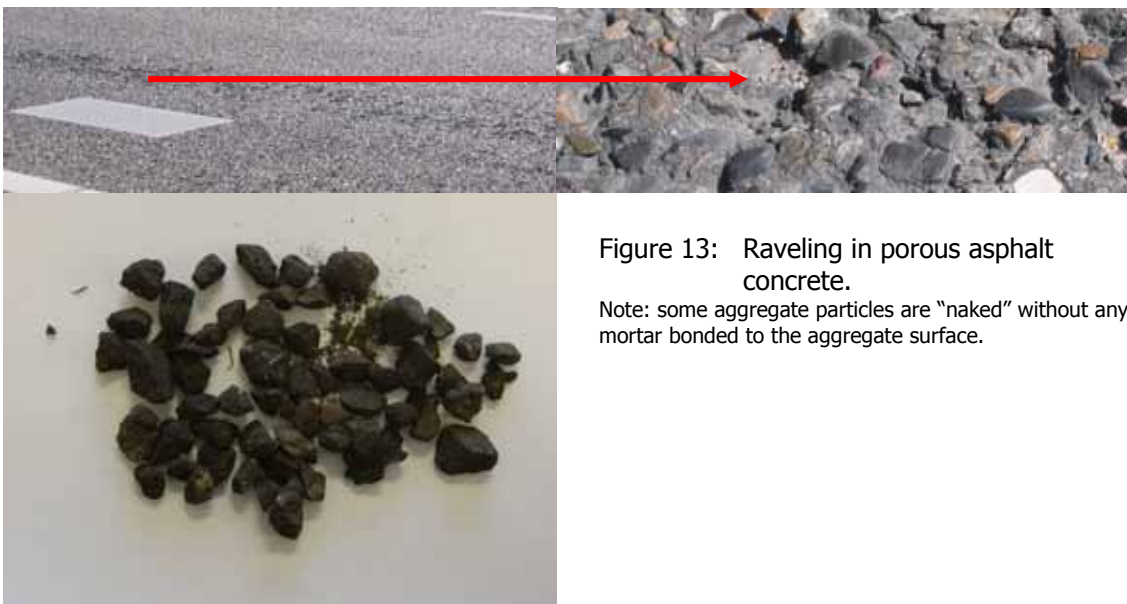 Figure 13: Raveling in porous asphalt
concrete.
Note: some aggregate particles are “naked” without any
mortar bonded to the aggregate surface.